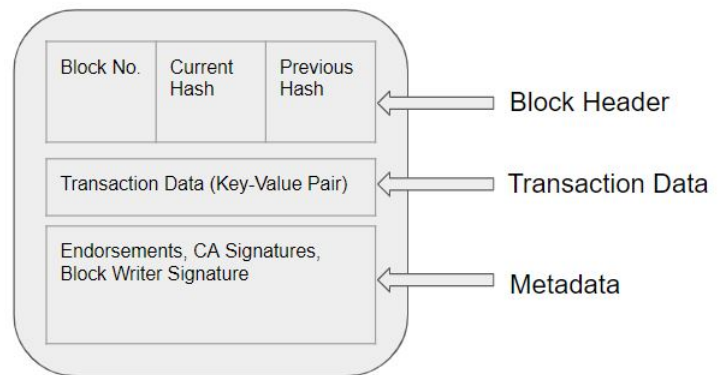 Block No.
Current
Hash
Previous
Hash
Block Header
Transaction Data (Key-Value Pair)
Transaction Data
Endorsements, CA Signatures,
Block Writer Signature
Metadata